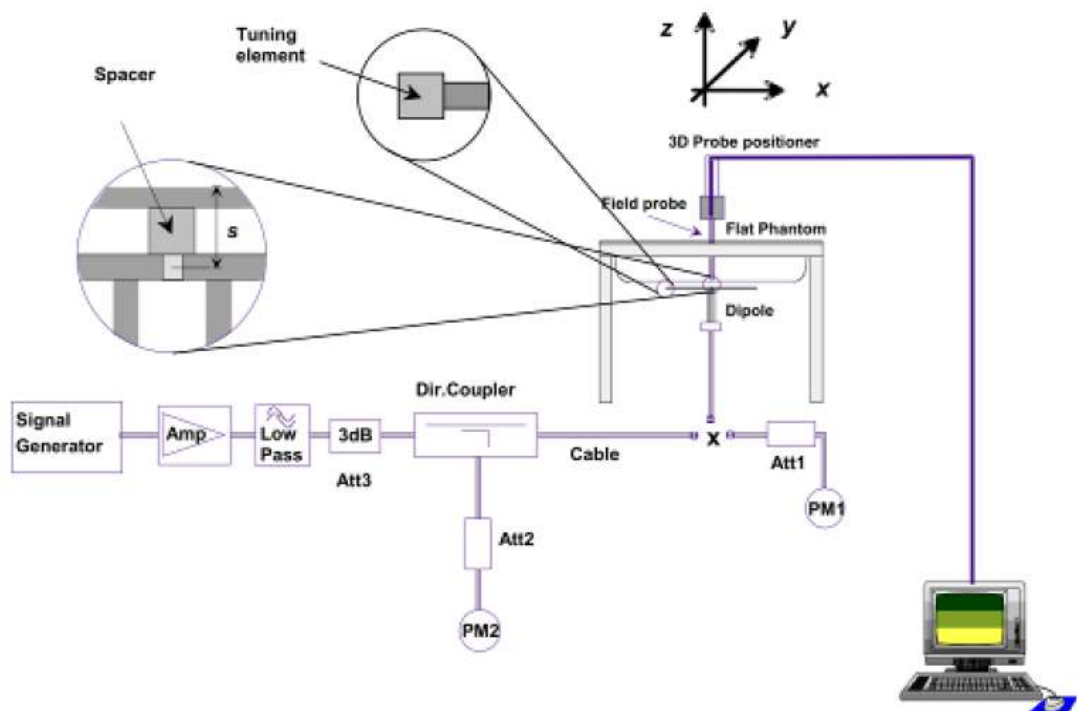 Tuning
element
Spacer
z
y
x
3D Probe positioner
s
Field probe
Flat Phantom
Dipole
Dir.Coupler
Signal
Generator
Amp
Low
Pass
3dB
Att3
Cable
x
Att1
PM1
Att2
PM2